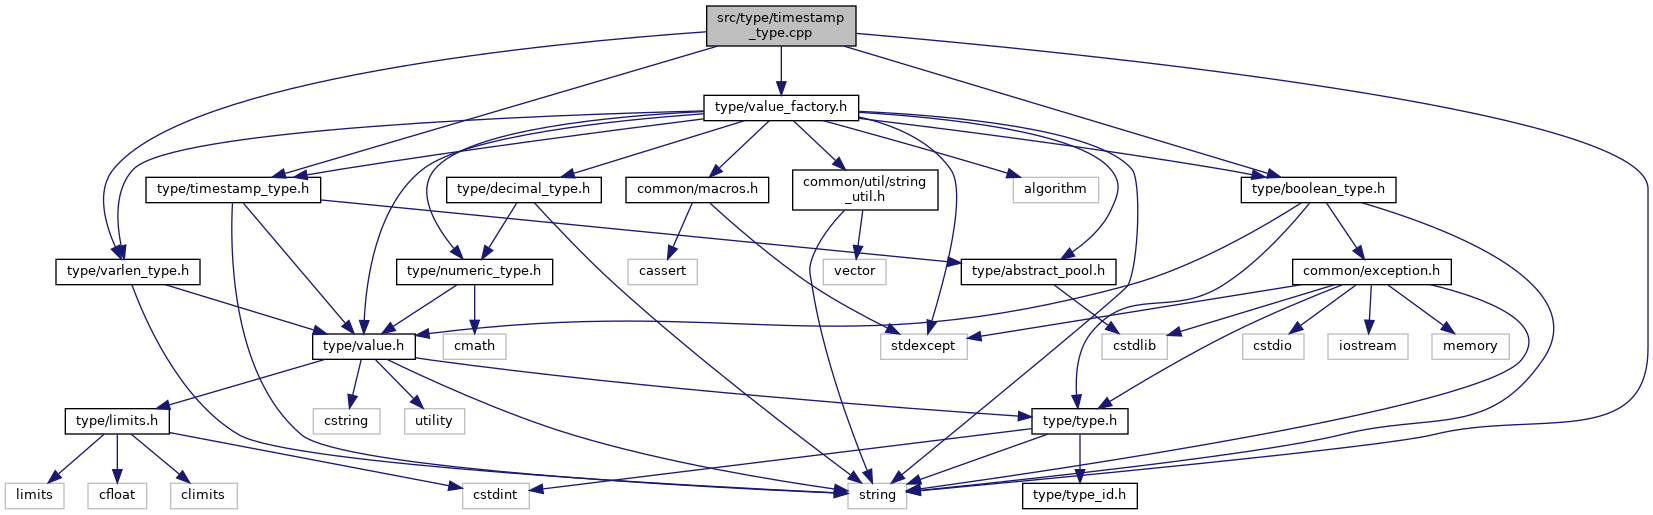 src/type/timestamp
_type.cpp
type/value_factory.h
type/timestamp_type.h
type/decimal_type.h
common/macros.h
common/util/string
_util.h
algorithm
type/boolean_type.h
type/varlen_type.h
type/numeric_type.h
cassert
vector
type/abstract_pool.h
common/exception.h
type/value.h
cmath
stdexcept
cstdlib
cstdio
iostream
memory
type/limits.h
cstring
utility
type/type.h
limits
cfloat
climits
cstdint
string
type/type_id.h